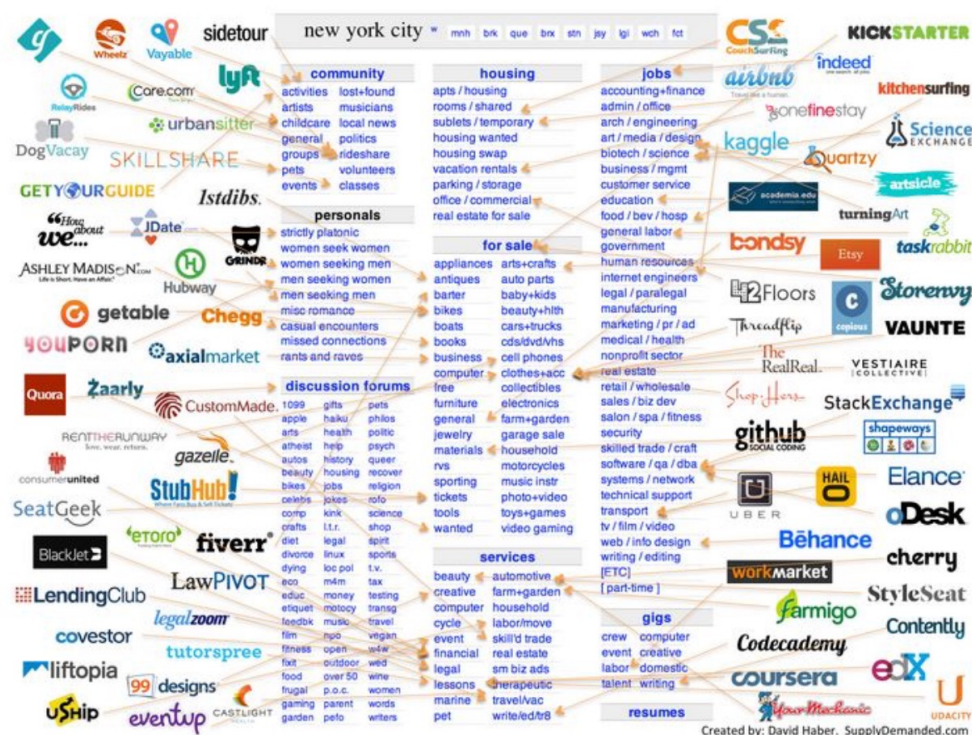 new york city w mnh brk que brx stn jsy lgi wch fct
community
activities lost+found
artists musicians
childcare local news
general politics
groups rideshare
pets volunteers
events classes
personals
strictly platonic
women seek women
women seeking men
men seeking women
men seeking men
misc romance
casual encounters
missed connections
rants and raves
discussion forums
1099 gifts pets
apple haiku philos
arts health politic
atheist help psych
autos history queer
beauty housing recover
bikes jobs religion
celebs jokes rofo
comp kink science
crafts l.t.r. shop
diet legal spirit
divorce linux sports
dying loc pol t.v.
eco m4m tax
educ money testing
etiquet motocy transg
feedbk music travel
film npo vegan
fitness open w4w
fixit outdoor wed
food over 50 wine
frugal p.o.c. women
gaming parent words
garden pefo writers
housing
apts / housing
rooms / shared
sublets / temporary
housing wanted
housing swap
vacation rentals
parking / storage
office / commercial
real estate for sale
for sale
appliances arts+crafts
antiques auto parts
barter baby+kids
bikes beauty+hlth
boats cars+trucks
books cds/dvd/vhs
business cell phones
computer clothes+acc
free collectibles
furniture electronics
general farm+garden
jewelry garage sale
materials household
rvs motorcycles
sporting music instr
tickets photo+video
tools toys+games
wanted video gaming
services
beauty automotive
creative farm+garden
computer household
cycle labor/move
event skill'd trade
financial real estate
legal sm biz ads
lessons therapeutic
marine travel/vac
pet write/ed/tr8
jobs
accounting+finance
admin / office
arch / engineering
art / media / design
biotech / science
business / mgmt
customer service
education
food / bev / hosp
general labor
government
human resources
internet engineers
legal / paralegal
manufacturing
marketing / pr / ad
medical / health
nonprofit sector
real estate
retail / wholesale
sales / biz dev
salon / spa / fitness
security
skilled trade / craft
software / qa / dba
systems / network
technical support
transport
tv / film / video
web / info design
writing / editing
[ETC]
[ part-time ]
gigs
crew computer
event creative
labor domestic
talent writing
resumes
Wheelz
Vayable
sidetour
lyft
RelayRides
Care.com
urbansitter
DogVacay
SKILLSHARE
GETYOURGUIDE
1stdibs.
"How about we...
JDate
GRINDR
ASHLEY MADISON.COM
Life is Short. Have an Affair.
Hubway
getable
Chegg
YOUPORN
axialmarket
Quora
Zaarly
CustomMade.
RENTTHERUNWAY
love. wear. return.
gazelle.
consumerunited
StubHub!
Where Fans Buy & Sell Tickets
SeatGeek
eTORO
fiverr
BlackJet
LawPIVOT
LendingClub
legalzoom
covestor
tutorspree
liftopia
99 designs
uShip
eventup
CASTLIGHT
HEALTH
CS
CouchSurfing
KICKSTARTER
airbnb
Travel like a human.
indeed
one search. all jobs.
kitchensurfing
onefinestay
kaggle
Science
EXCHANGE
Quartzy
academia.edu
artsicle
turningArt
bondsy
Etsy
taskrabbit
42Floors
C
copious
Storenvy
Threadflip
VAUNTE
The
RealReal.
VESTIAIRE
|COLLECTIVE|
Shop-Hers
StackExchange
github
SOCIAL CODING
shapeways
UBER
HAILO
Elance
oDesk
Bēhance
cherry
workmarket
StyleSeat
farmigo
Contently
Codecademy
coursera
edX
YourMechanic
U
UDACITY
Created by: David Haber, SupplyDemanded.com